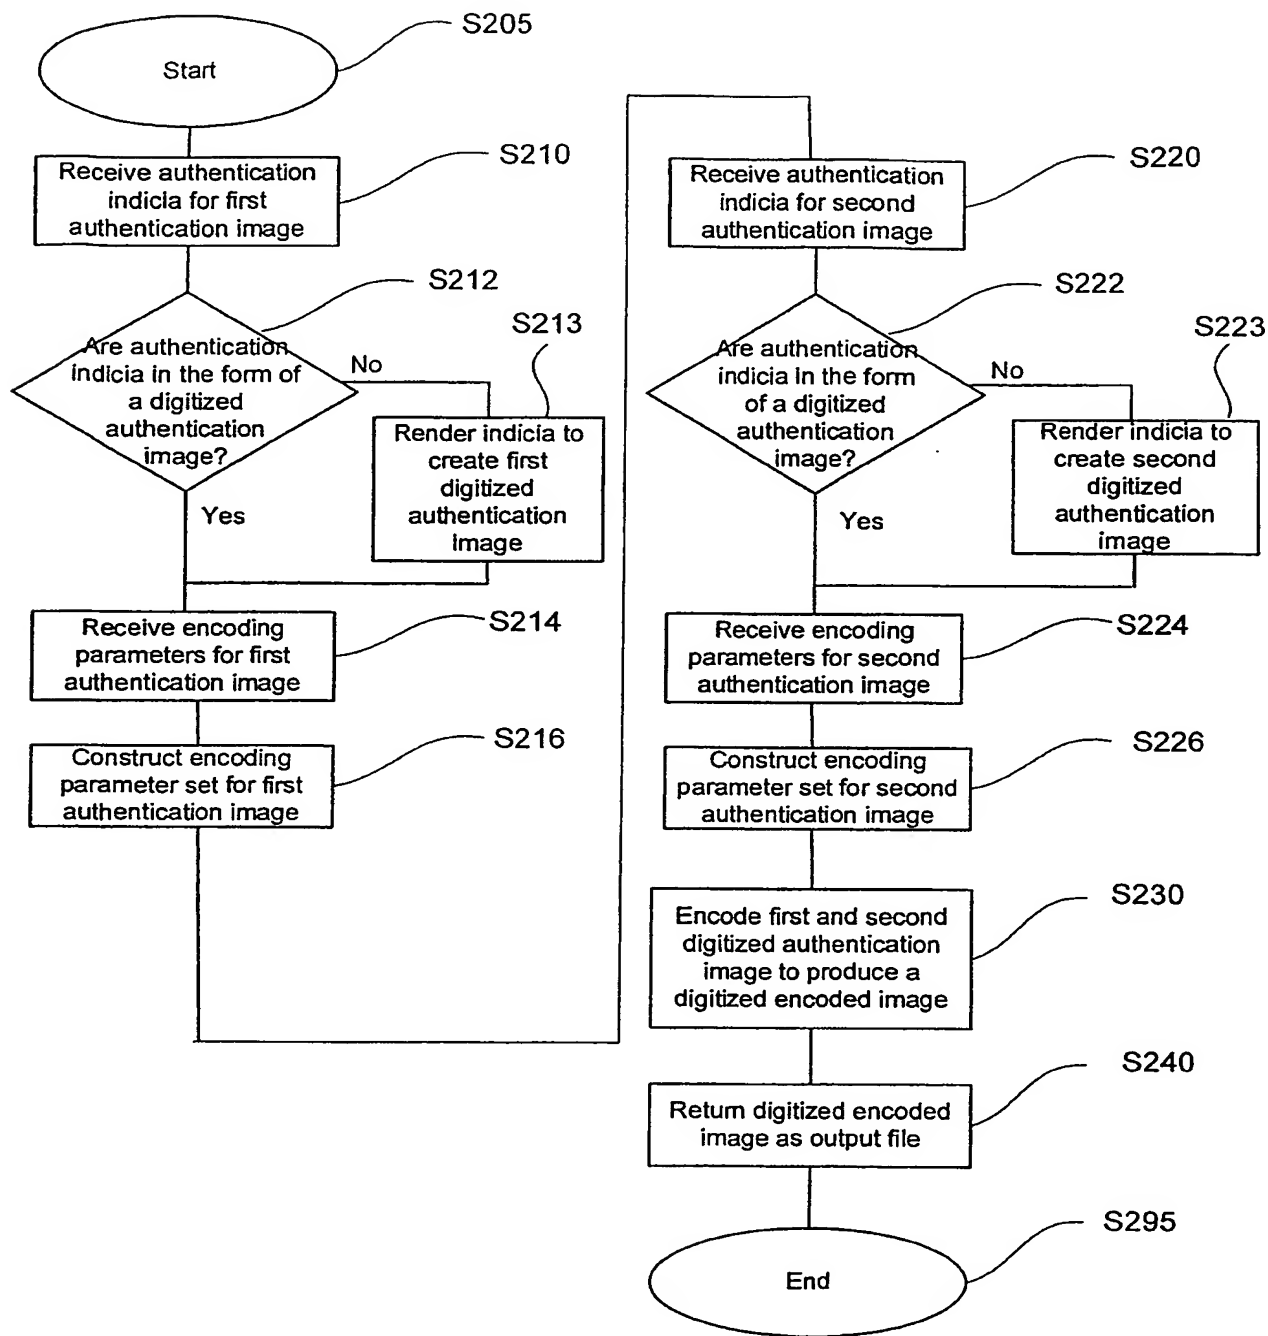 S205
Start
S210
Receive authentication
indicia for first
authentication image
S212
Are authentication
indicia in the form of
a digitized
authentication
image?
No
Yes
S213
Render indicia to
create first
digitized
authentication
image
S214
Receive encoding
parameters for first
authentication image
S216
Construct encoding
parameter set for first
authentication image
S220
Receive authentication
indicia for second
authentication image
S222
Are authentication
indicia in the form
of a digitized
authentication
image?
No
Yes
S223
Render indicia to
create second
digitized
authentication
image
S224
Receive encoding
parameters for second
authentication image
S226
Construct encoding
parameter set for second
authentication image
S230
Encode first and second
digitized authentication
image to produce a
digitized encoded image
S240
Return digitized encoded
image as output file
S295
End